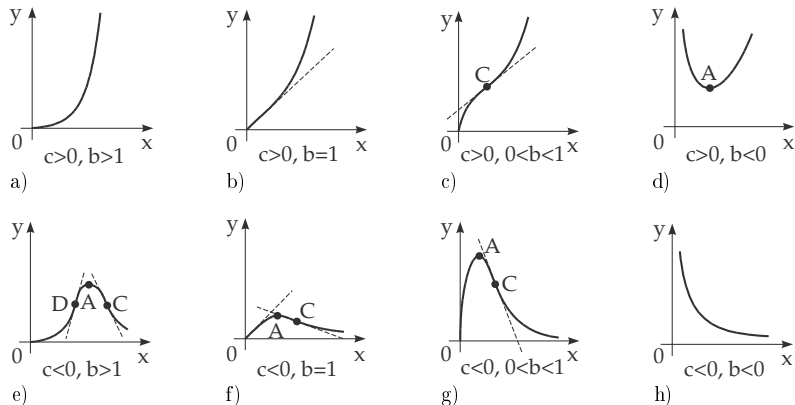 y
0
x
c>0, b>1
a)
y
0
x
c>0, b=1
b)
y
C
0
x
c>0, 0<b<1
c)
y
A
0
x
c>0, b<0
d)
y
D A C
0
x
c<0, b>1
e)
y
C
A
0
x
c<0, b=1
f)
y
A
C
0
x
c<0, 0<b<1
g)
y
0
x
c<0, b<0
h)